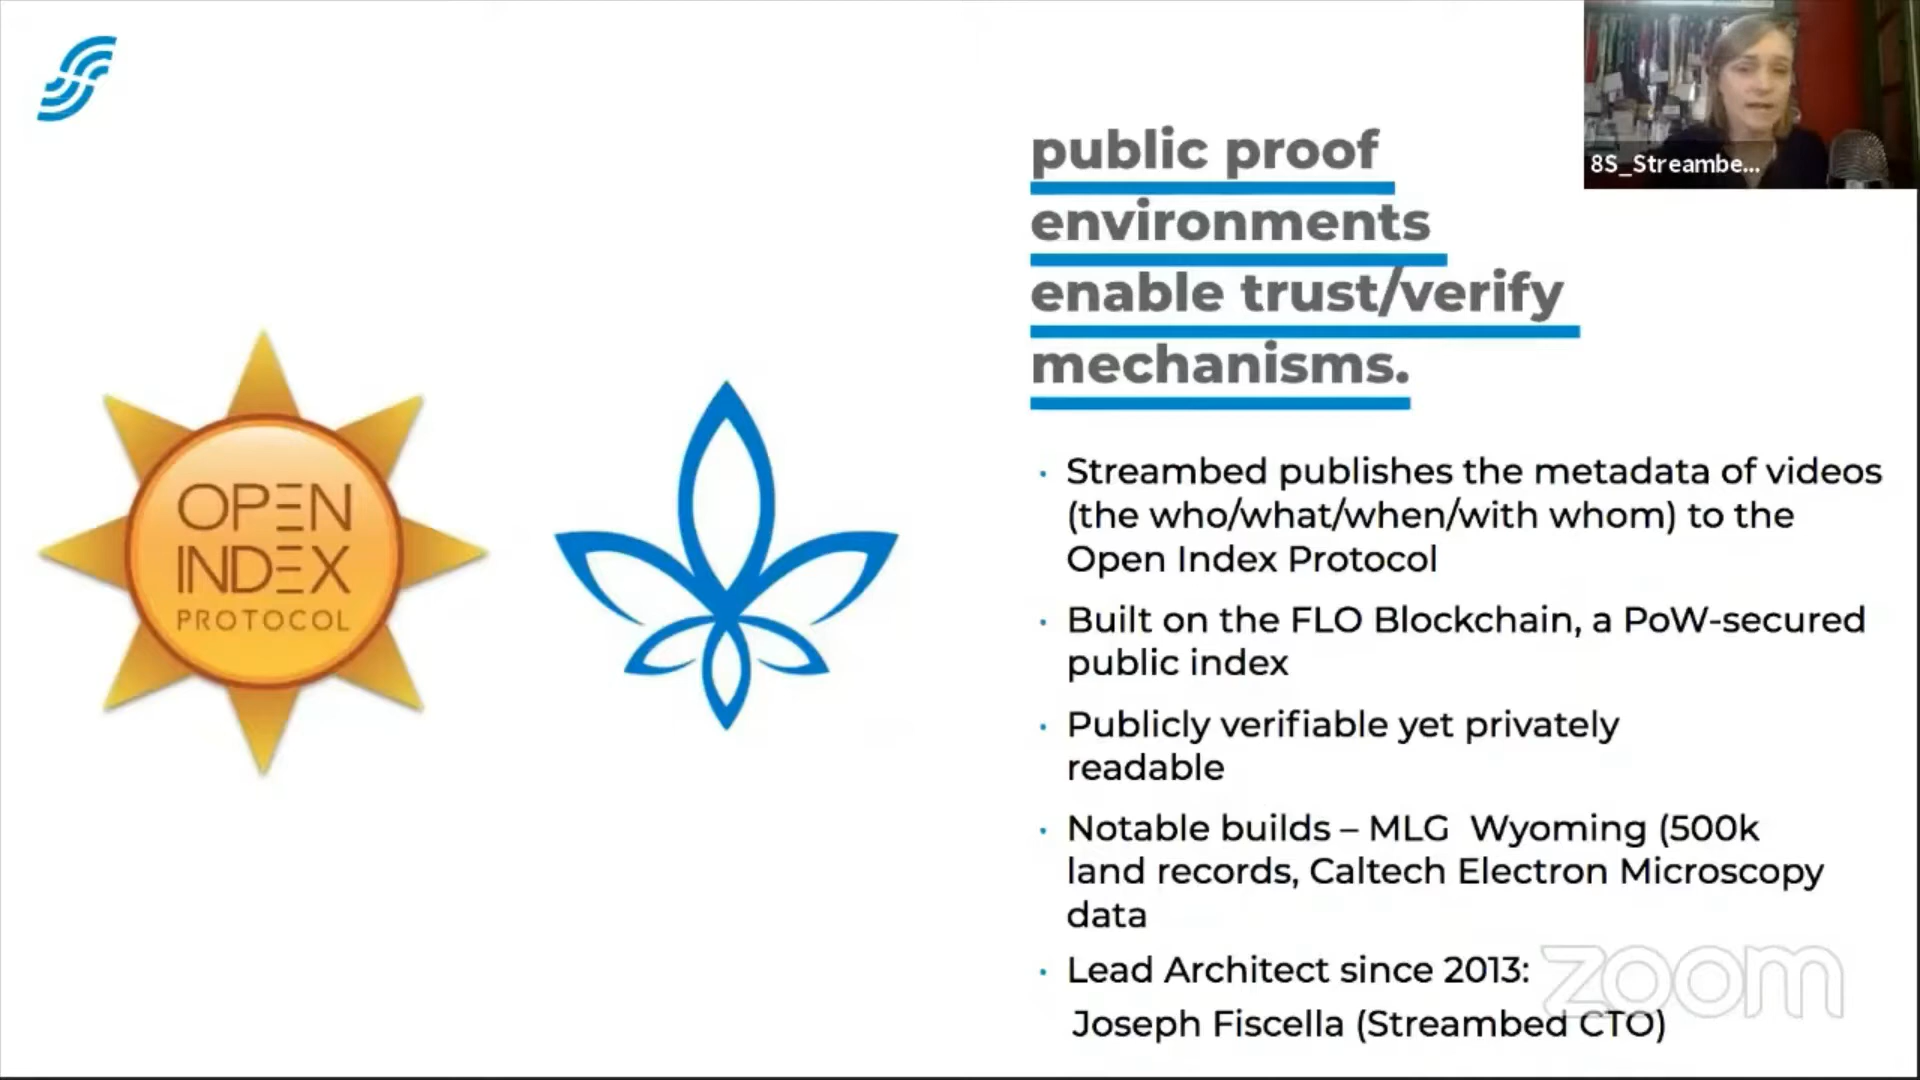 public proof
environments
enable trust/verify
mechanisms.
8S_Streambe...
OPEN
INDEX
PROTOCOL
· Streambed publishes the metadata of videos
(the who/what/when/with whom) to the
Open Index Protocol
· Built on the FLO Blockchain, a PoW-secured
public index
· Publicly verifiable yet privately
readable
· Notable builds – MLG  Wyoming (500k
land records, Caltech Electron Microscopy
data
· Lead Architect since 2013:
Joseph Fiscella (Streambed CTO)
zoom